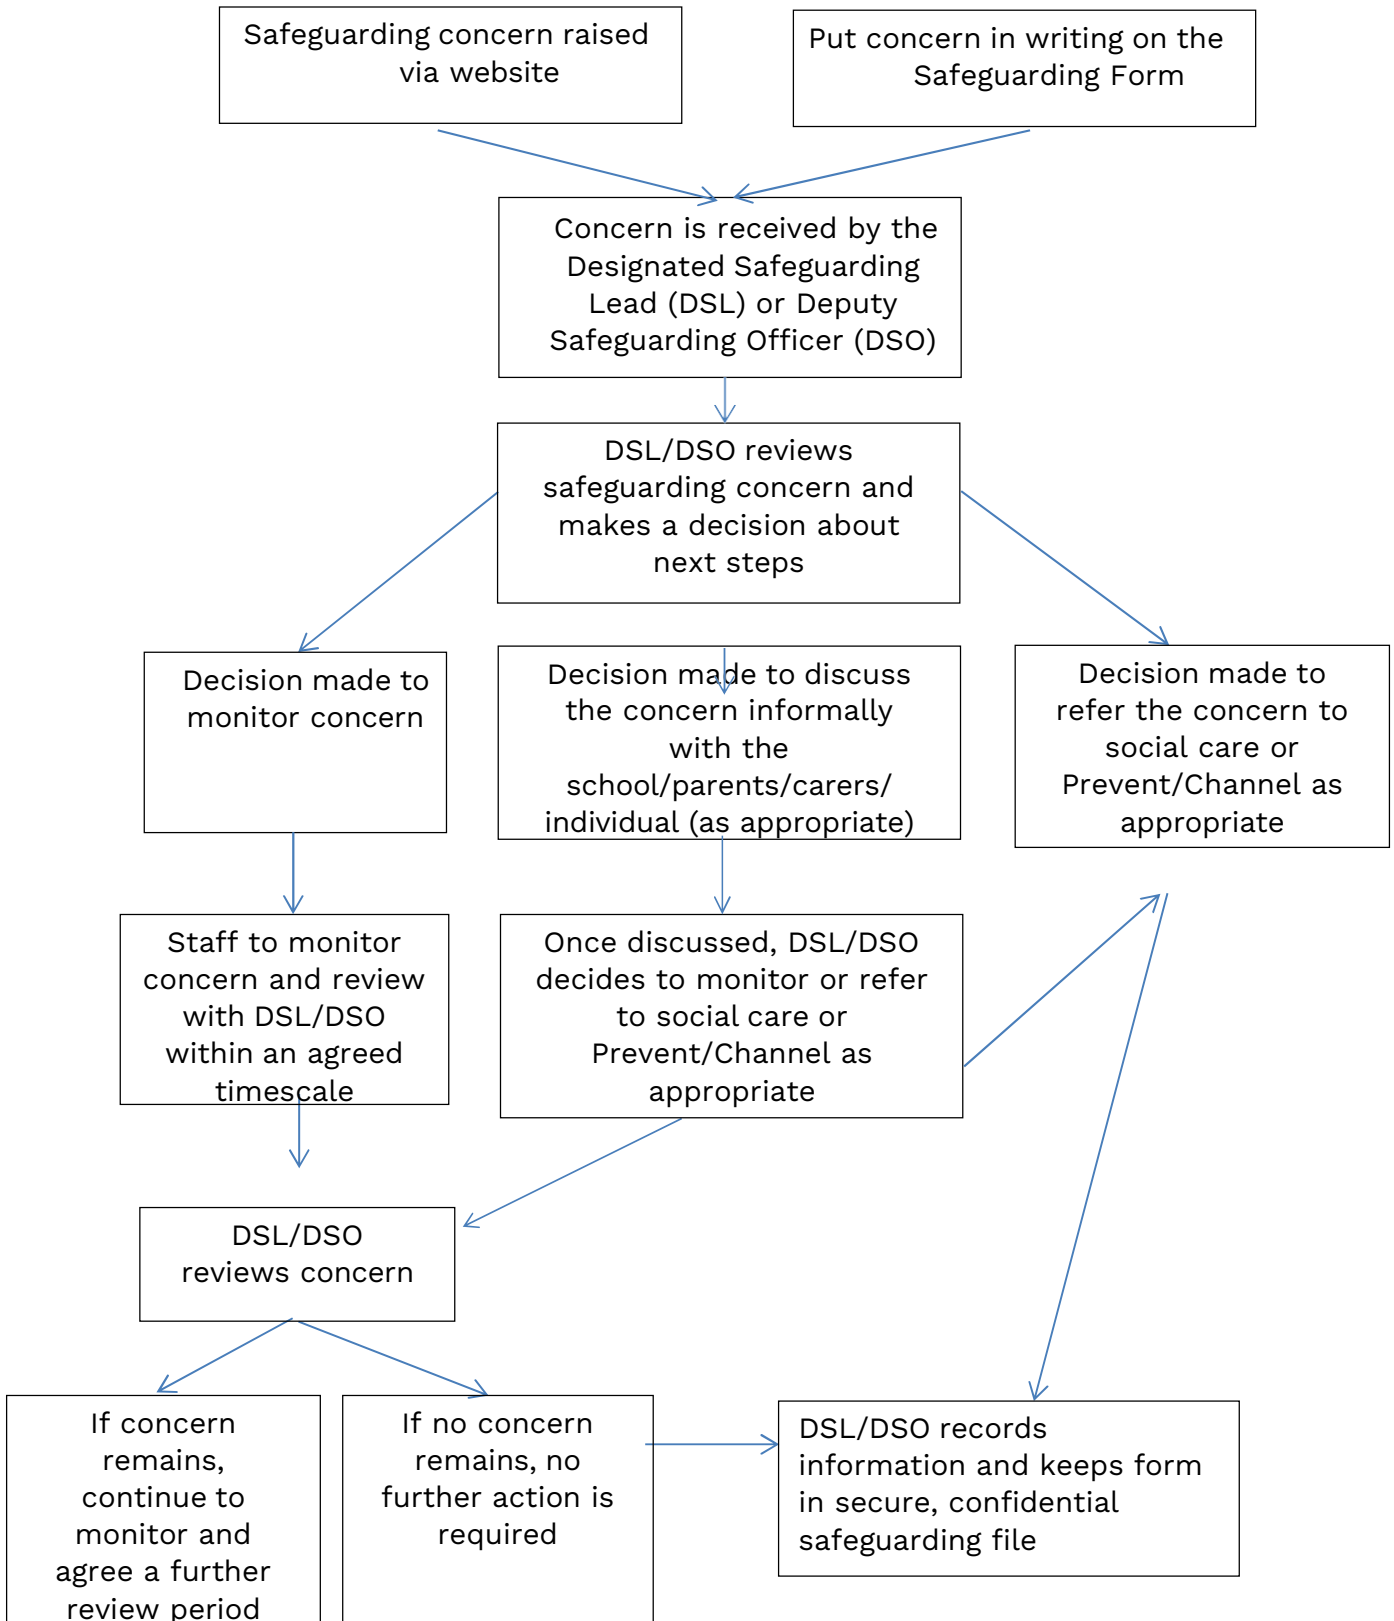 Safeguarding concern raised
via website
Put concern in writing on the
Safeguarding Form
Concern is received by the
Designated Safeguarding
Lead (DSL) or Deputy
Safeguarding Officer (DSO)
DSL/DSO reviews
safeguarding concern and
makes a decision about
next steps
Decision made to
monitor concern
Decision made to discuss
the concern informally
with the
school/parents/carers/
individual (as appropriate)
Decision made to
refer the concern to
social care or
Prevent/Channel as
appropriate
Staff to monitor
concern and review
with DSL/DSO
within an agreed
timescale
Once discussed, DSL/DSO
decides to monitor or refer
to social care or
Prevent/Channel as
appropriate
DSL/DSO
reviews concern
If concern
remains,
continue to
monitor and
agree a further
review period
If no concern
remains, no
further action is
required
DSL/DSO records
information and keeps form
in secure, confidential
safeguarding file